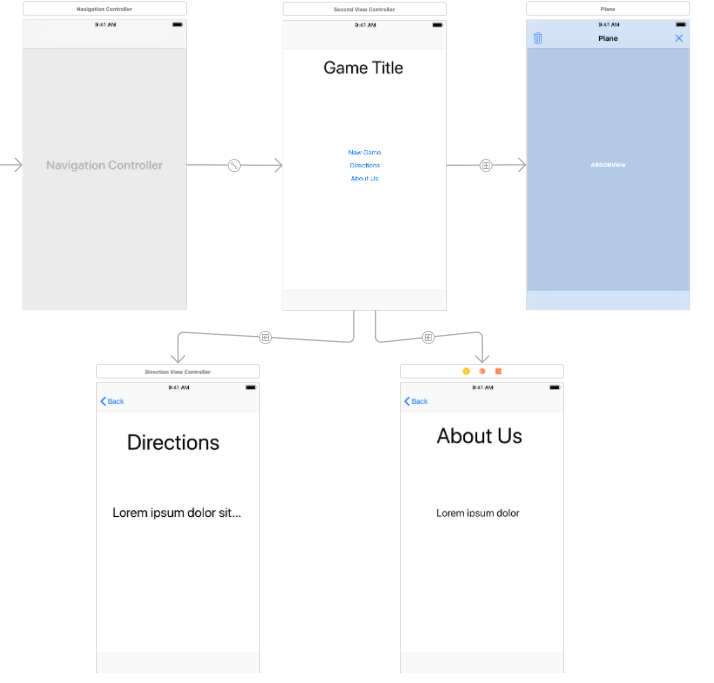 Navigation Controller
9:41 AM
Navigation Controller
Second View Controller
9:41 AM
Game Title
New Game
Directions
About Us
Plane
9:41 AM
Plane
ARSCNView
Direction View Controller
9:41 AM
Back
Directions
Lorem ipsum dolor sit...
9:41 AM
Back
About Us
Lorem ipsum dolor